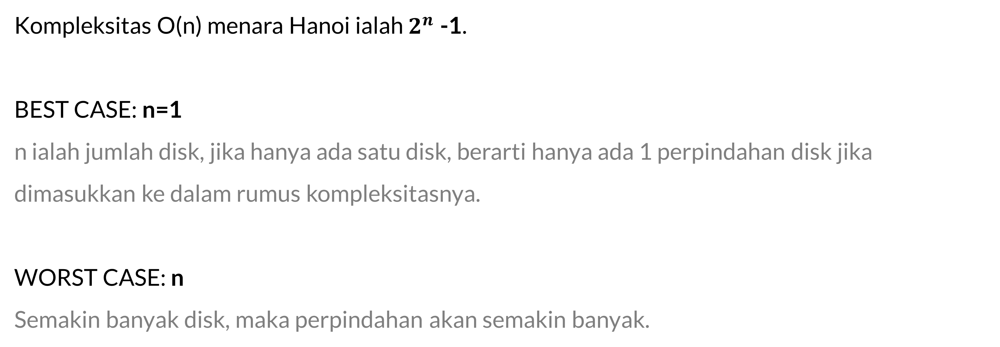 Kompleksitas O(n) menara Hanoi ialah 2ⁿ -1.
BEST CASE: n=1
n ialah jumlah disk, jika hanya ada satu disk, berarti hanya ada 1 perpindahan disk jika
dimasukkan ke dalam rumus kompleksitasnya.
WORST CASE: n
Semakin banyak disk, maka perpindahan akan semakin banyak.